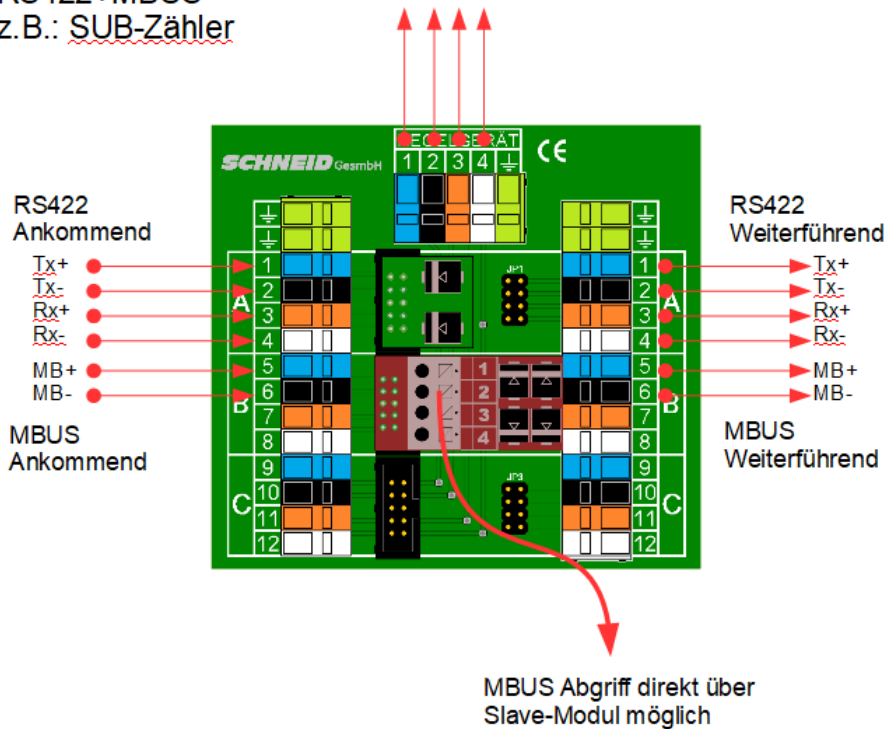 RS422+MBUS
z.B.: SUB-Zähler
REGELGERÄT
SCHNEID GesmbH
1 2 3 4
CE
RS422
Ankommend
Tx+
Tx-
Rx+
Rx-
MB+
MB-
MBUS
Ankommend
A
B
C
1
2
3
4
5
6
7
8
9
10
11
12
JP1
1
2
3
4
JP3
1
2
3
4
5
6
7
8
9
10
11
12
A
B
C
RS422
Weiterführend
Tx+
Tx-
Rx+
Rx-
MB+
MB-
MBUS
Weiterführend
MBUS Abgriff direkt über
Slave-Modul möglich